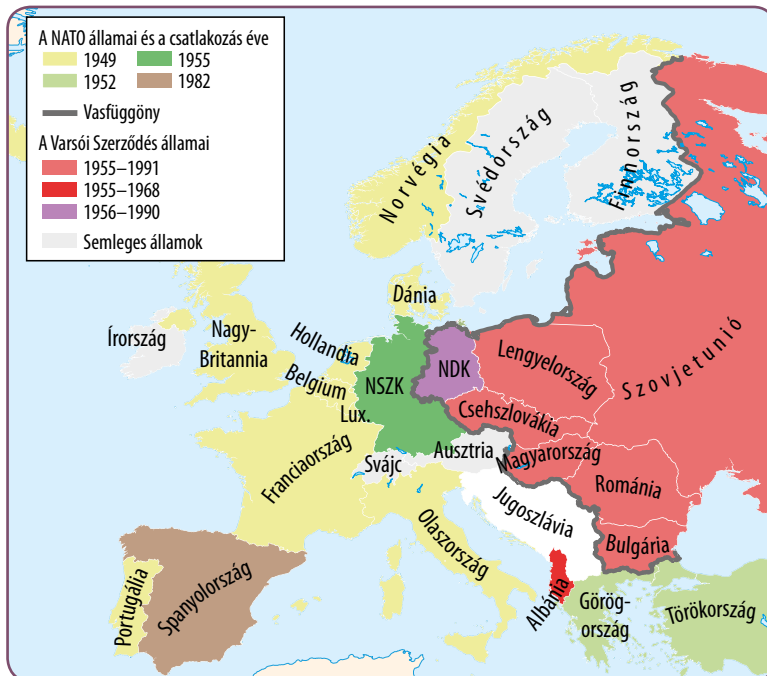 A NATO államai és a csatlakozás éve
1949
1955
1952
1982
Vasfüggöny
A Varsói Szerződés államai
1955–1991
1955–1968
1956–1990
Semleges államok
Norvégia
Svédország
Finnország
Dánia
Írország
Nagy-
Britannia
Hollandia
Belgium
NSZK
NDK
Lengyelország
Szovjetunió
Lux.
Csehszlovákia
Franciaország
Svájc
Ausztria
Magyarország
Románia
Jugoszlávia
Olaszország
Bulgária
Portugália
Spanyolország
Albánia
Görög-
ország
Törökország